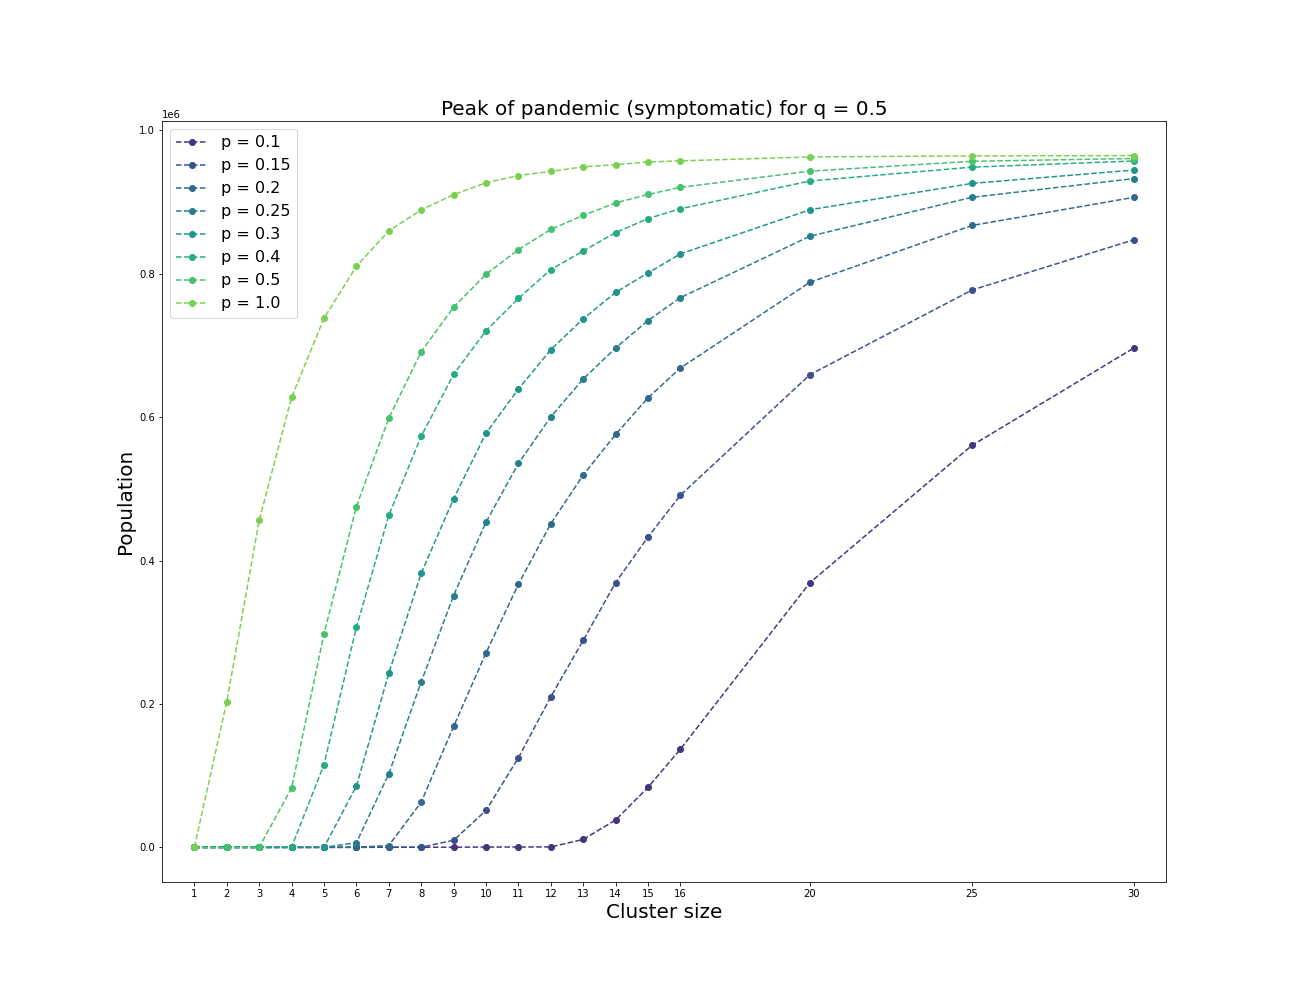 Peak of pandemic (symptomatic) for q = 0.5
1e6
1.0
0.8
0.6
0.4
0.2
0.0
Population
p = 0.1
p = 0.15
p = 0.2
p = 0.25
p = 0.3
p = 0.4
p = 0.5
p = 1.0
1 2 3 4 5 6 7 8 9 10 11 12 13 14 15 16 20 25 30
Cluster size